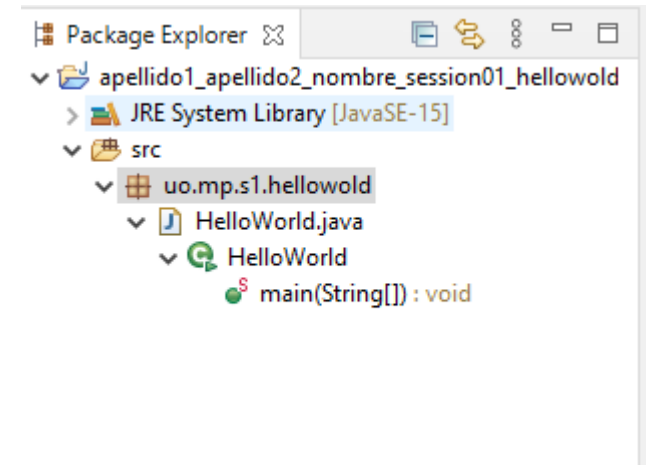 Package Explorer
apellido1_apellido2_nombre_session01_hellowold
JRE System Library [JavaSE-15]
src
uo.mp.s1.hellowold
J HelloWorld.java
C HelloWorld
S main(String[]) : void